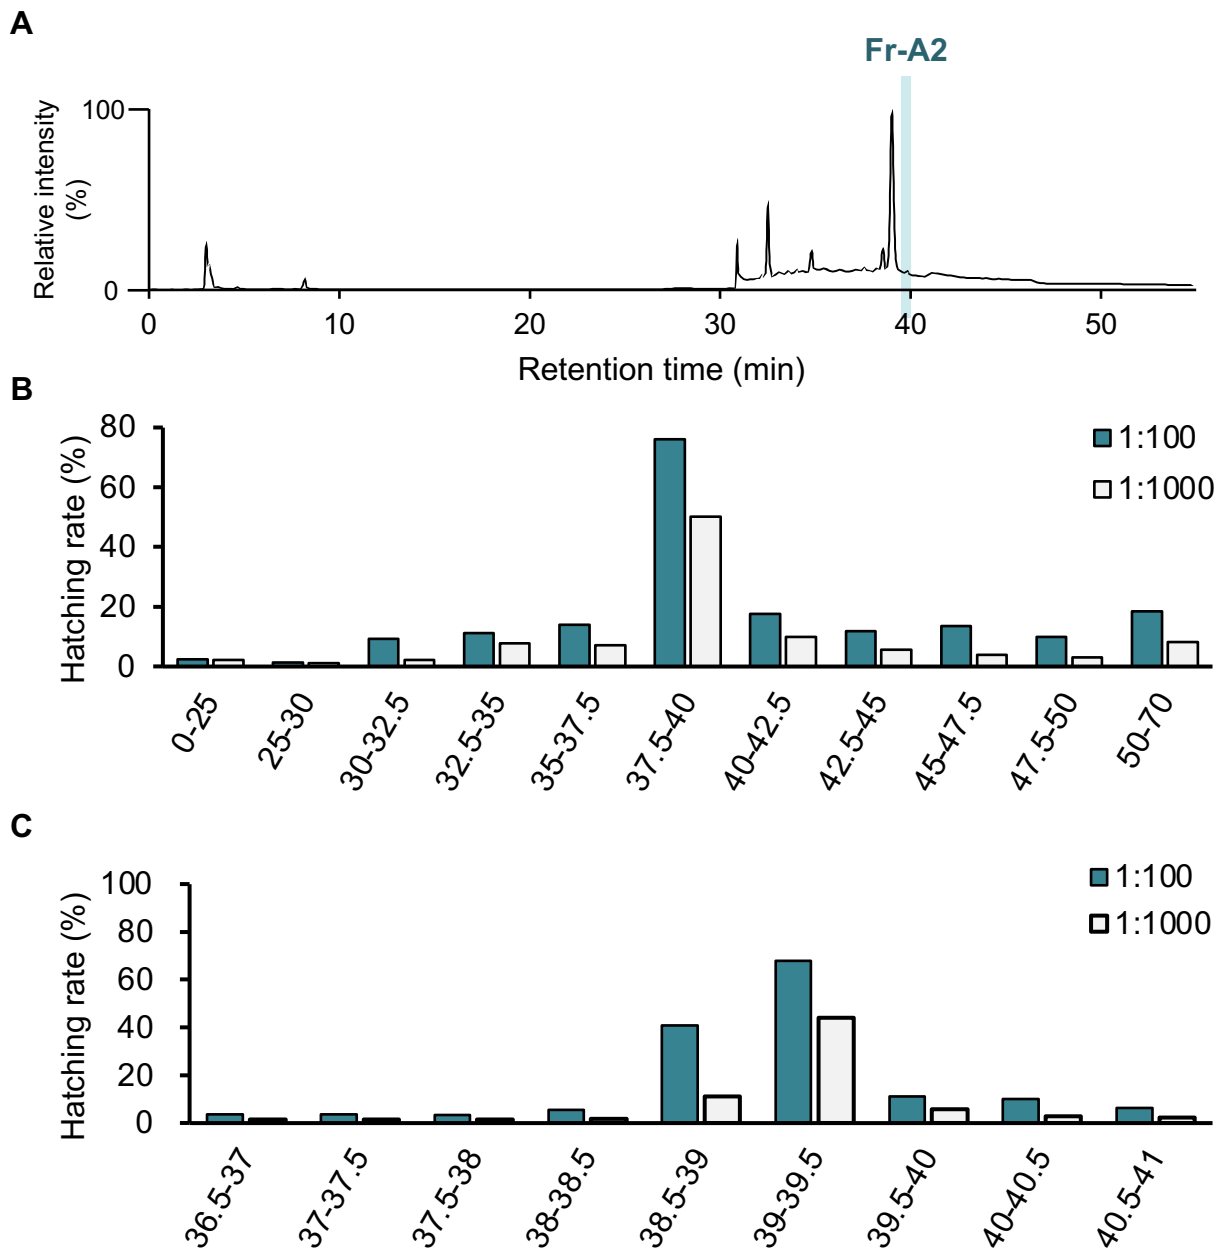 A
Fr-A2
Relative intensity
(%)
100
0
0 10 20 30 40 50
Retention time (min)
B
Hatching rate (%)
80
60
40
20
0
1:100
1:1000
0-25 25-30 30-32.5 32.5-35 35-37.5 37.5-40 40-42.5 42.5-45 45-47.5 47.5-50 50-70
C
Hatching rate (%)
100
80
60
40
20
0
1:100
1:1000
36.5-37 37-37.5 37.5-38 38-38.5 38.5-39 39-39.5 39.5-40 40-40.5 40.5-41